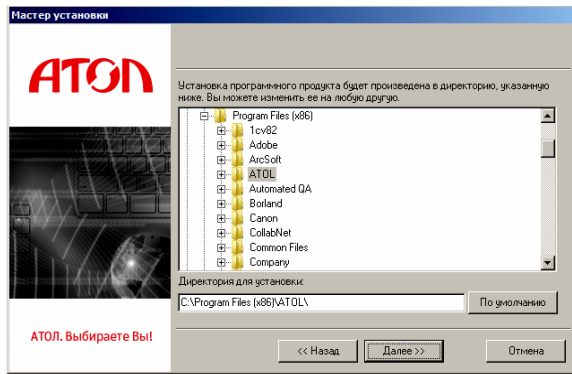 Мастер установки
АТОЛ
Установка программного продукта будет произведена в директорию, указанную
ниже. Вы можете изменить ее на любую другую.
Program Files (x86)
1cv82
Adobe
ArcSoft
ATOL
Automated QA
Borland
Canon
CollabNet
Common Files
Company
Директория для установки:
C:\Program Files (x86)\ATOL\
По умолчанию
АТОЛ. Выбираете Вы!
<< Назад
Далее >>
Отмена